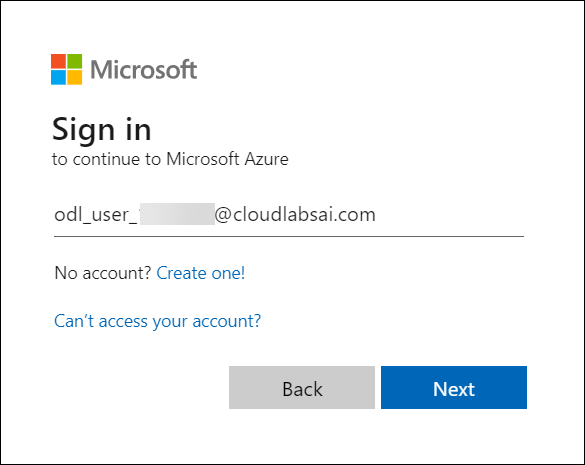 Microsoft
Sign in
to continue to Microsoft Azure
odl_user_ @cloudlabsai.com
No account? Create one!
Can't access your account?
Back Next